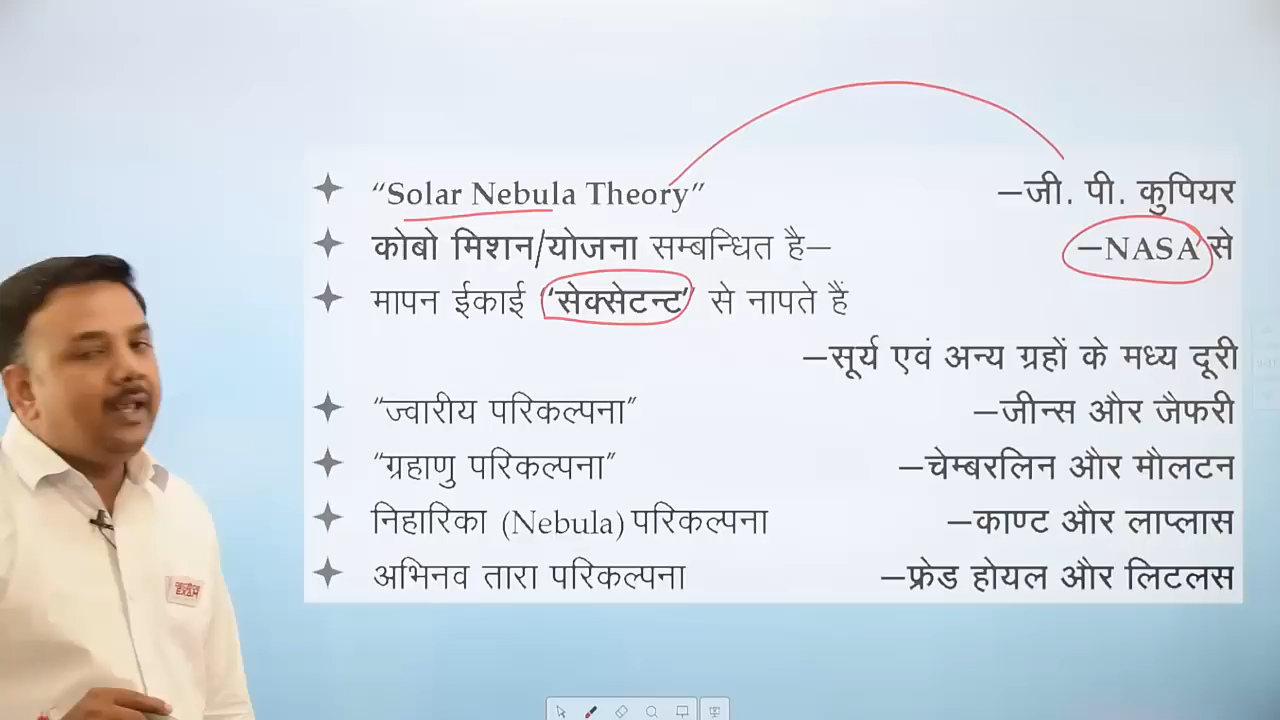 "Solar Nebula Theory" –जी. पी. कुपियर
कोबो मिशन/योजना सम्बन्धित है– –NASA से
मापन ईकाई 'सेक्सेटन्ट' से नापते हैं
–सूर्य एवं अन्य ग्रहों के मध्य दूरी
"ज्वारीय परिकल्पना" –जीन्स और जैफरी
"ग्रहाणु परिकल्पना" –चेम्बरलिन और मौलटन
निहारिका (Nebula) परिकल्पना –काण्ट और लाप्लास
अभिनव तारा परिकल्पना –फ्रेड होयल और लिटलस
EXAM